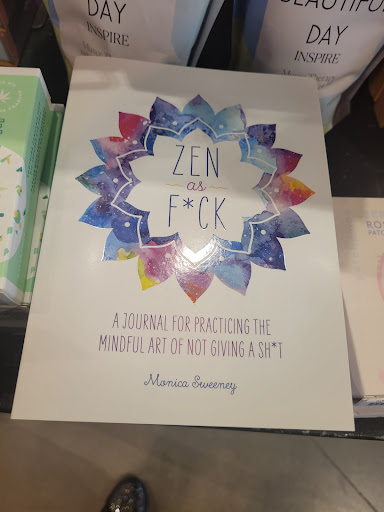 DAY
INSPIRE
BEAUTIFUL
DAY
INSPIRE
ZEN
as
F*CK
A JOURNAL FOR PRACTICING THE
MINDFUL ART OF NOT GIVING A SH*T
Monica Sweeney